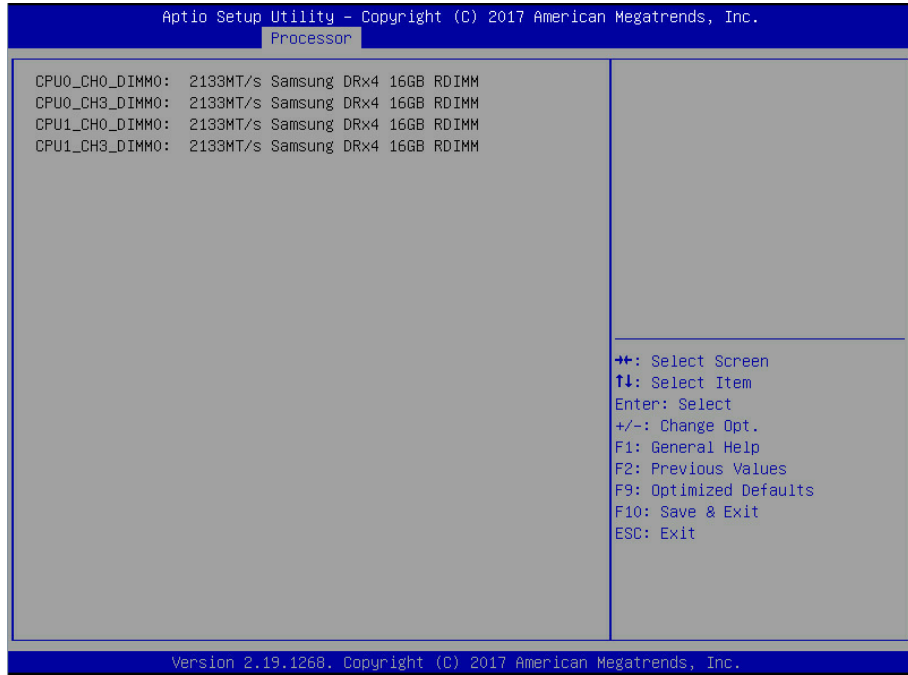 Aptio Setup Utility – Copyright (C) 2017 American Megatrends, Inc.
Processor
CPU0_CH0_DIMM0: 2133MT/s Samsung DRx4 16GB RDIMM
CPU0_CH3_DIMM0: 2133MT/s Samsung DRx4 16GB RDIMM
CPU1_CH0_DIMM0: 2133MT/s Samsung DRx4 16GB RDIMM
CPU1_CH3_DIMM0: 2133MT/s Samsung DRx4 16GB RDIMM
→←: Select Screen
↑↓: Select Item
Enter: Select
+/-: Change Opt.
F1: General Help
F2: Previous Values
F9: Optimized Defaults
F10: Save & Exit
ESC: Exit
Version 2.19.1268. Copyright (C) 2017 American Megatrends, Inc.